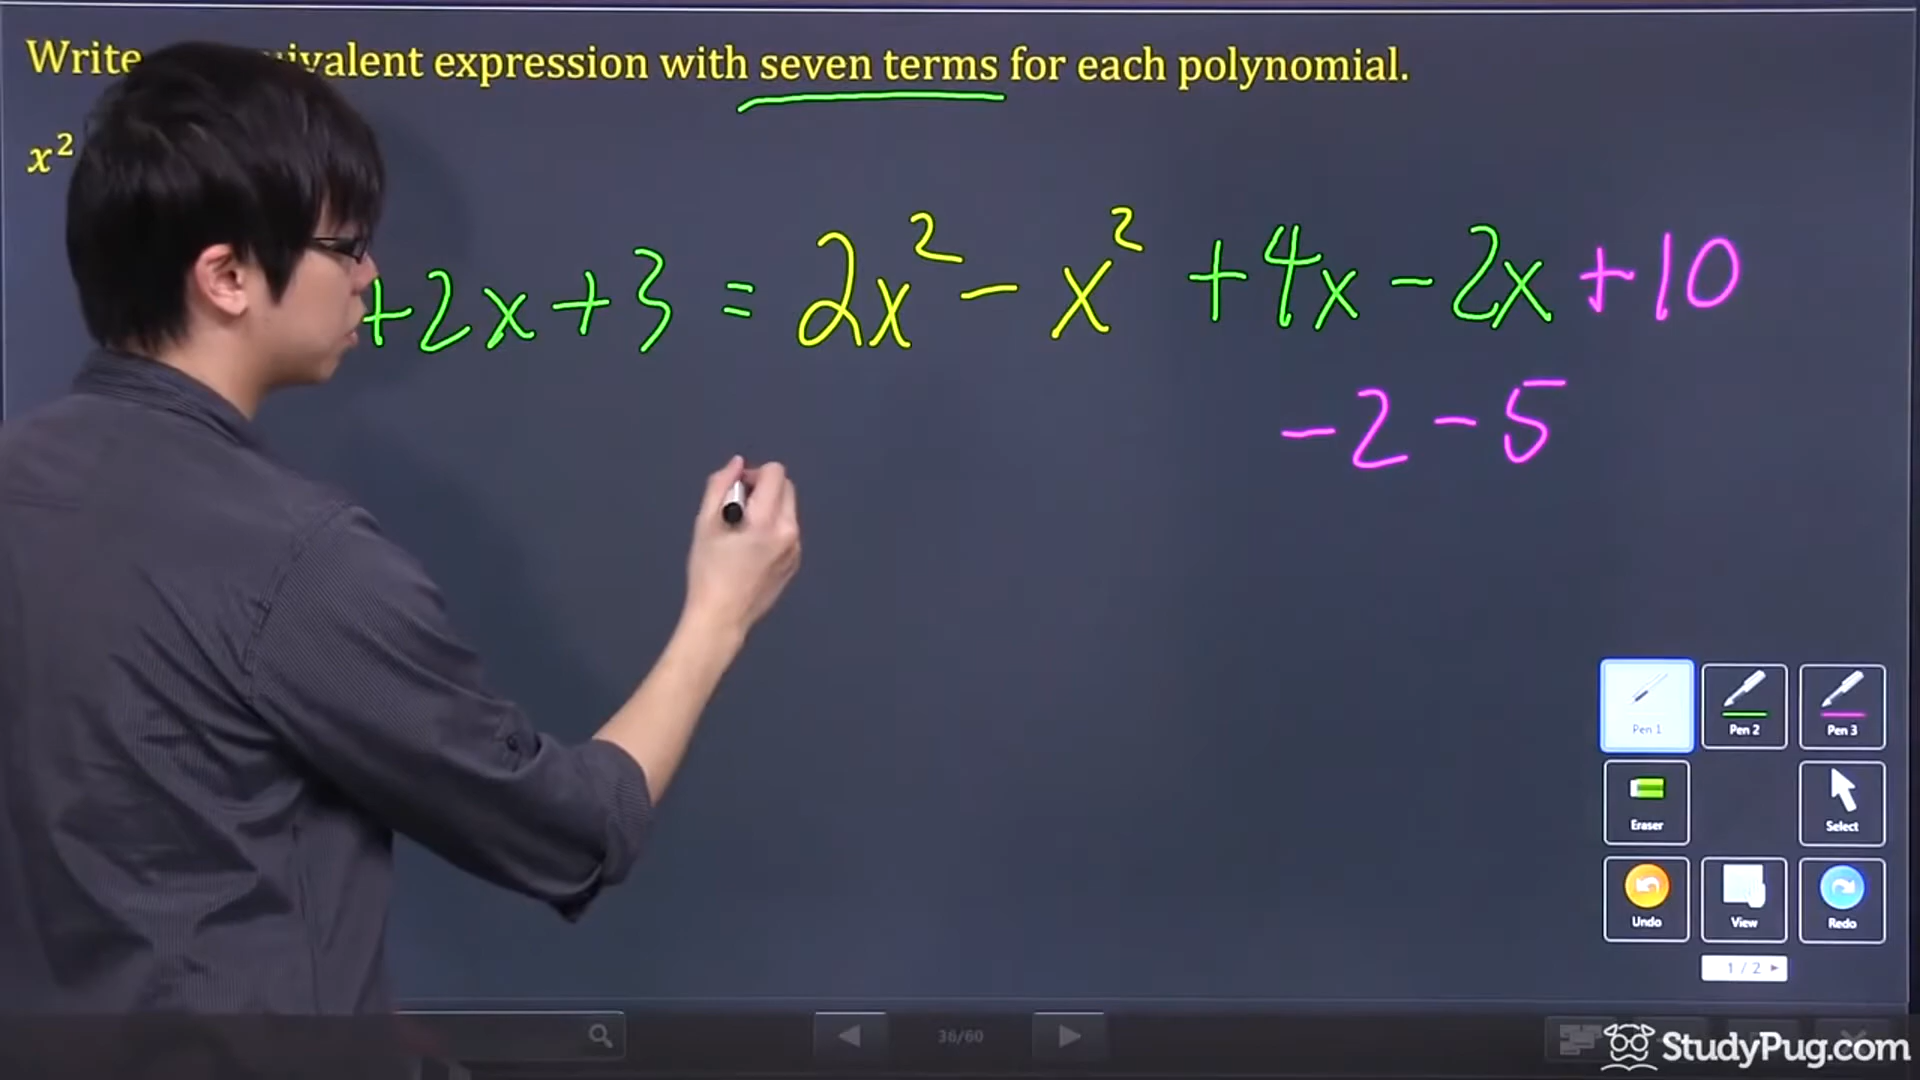 Write uivalent expression with seven terms for each polynomial.
x²
+2x+3 = 2x² - x² +4x - 2x +10
-2 - 5
Pen 1 Pen 2 Pen 3
Eraser Select
Undo View Redo
1 / 2
36/60
StudyPug.com